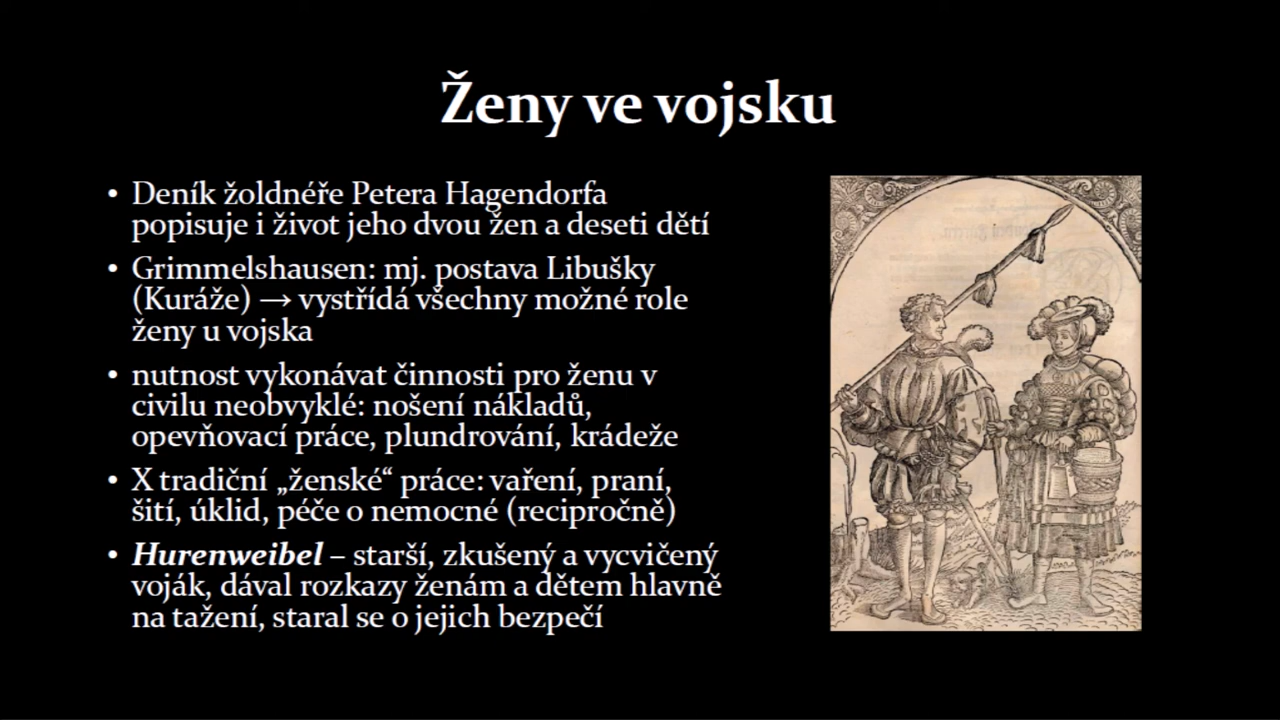 Ženy ve vojsku
• Deník žoldnéře Petera Hagendorfa
popisuje i život jeho dvou žen a deseti dětí
• Grimmelshausen: mj. postava Libušky
(Kuráže) → vystřídá všechny možné role
ženy u vojska
• nutnost vykonávat činnosti pro ženu v
civilu neobvyklé: nošení nákladů,
opevňovací práce, plundrování, krádeže
• X tradiční „ženské“ práce: vaření, praní,
šití, úklid, péče o nemocné (recipročně)
• Hurenweibel – starší, zkušený a vycvičený
voják, dával rozkazy ženám a dětem hlavně
na tažení, staral se o jejich bezpečí